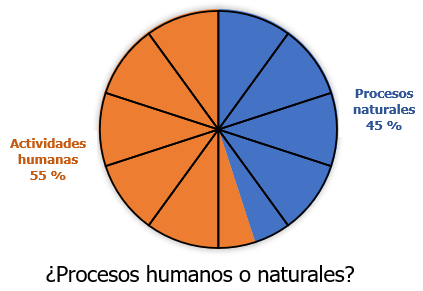 Procesos
naturales
45 %
Actividades
humanas
55 %
¿Procesos humanos o naturales?